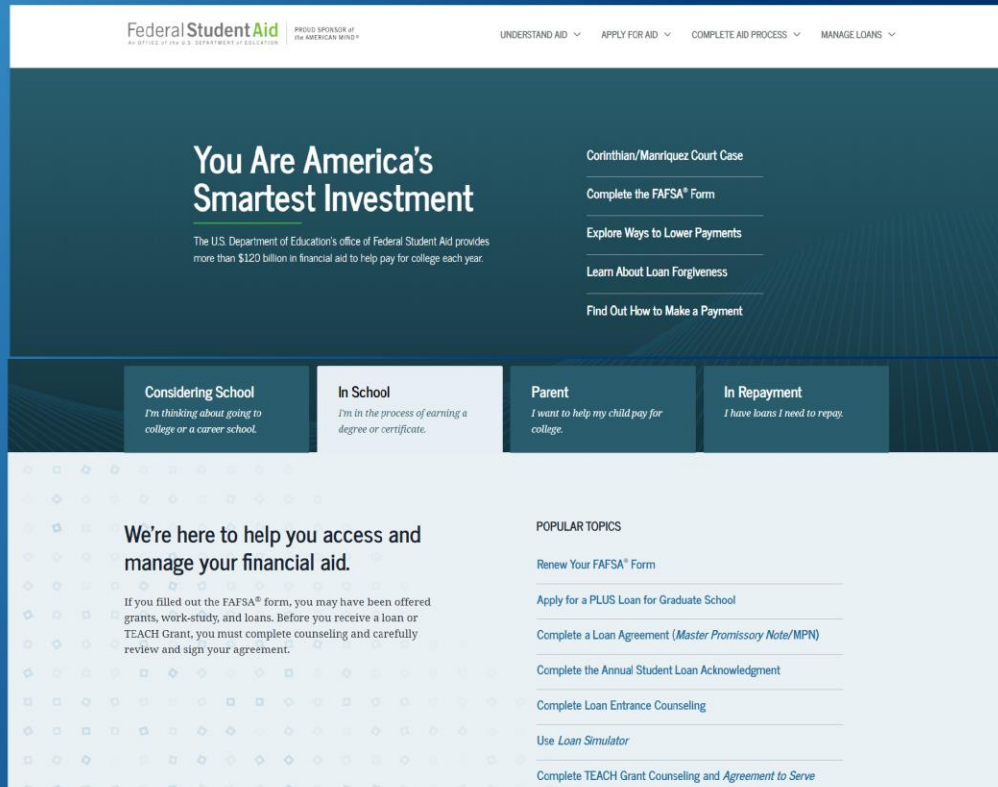 Federal Student Aid
An OFFICE of the U.S. DEPARTMENT of EDUCATION
PROUD SPONSOR of
the AMERICAN MIND®
UNDERSTAND AID
APPLY FOR AID
COMPLETE AID PROCESS
MANAGE LOANS
You Are America's
Smartest Investment
The U.S. Department of Education's office of Federal Student Aid provides
more than $120 billion in financial aid to help pay for college each year.
Corinthian/Manriquez Court Case
Complete the FAFSA® Form
Explore Ways to Lower Payments
Learn About Loan Forgiveness
Find Out How to Make a Payment
Considering School
I'm thinking about going to
college or a career school.
In School
I'm in the process of earning a
degree or certificate.
Parent
I want to help my child pay for
college.
In Repayment
I have loans I need to repay.
We're here to help you access and
manage your financial aid.
If you filled out the FAFSA® form, you may have been offered
grants, work-study, and loans. Before you receive a loan or
TEACH Grant, you must complete counseling and carefully
review and sign your agreement.
POPULAR TOPICS
Renew Your FAFSA® Form
Apply for a PLUS Loan for Graduate School
Complete a Loan Agreement (Master Promissory Note/MPN)
Complete the Annual Student Loan Acknowledgment
Complete Loan Entrance Counseling
Use Loan Simulator
Complete TEACH Grant Counseling and Agreement to Serve